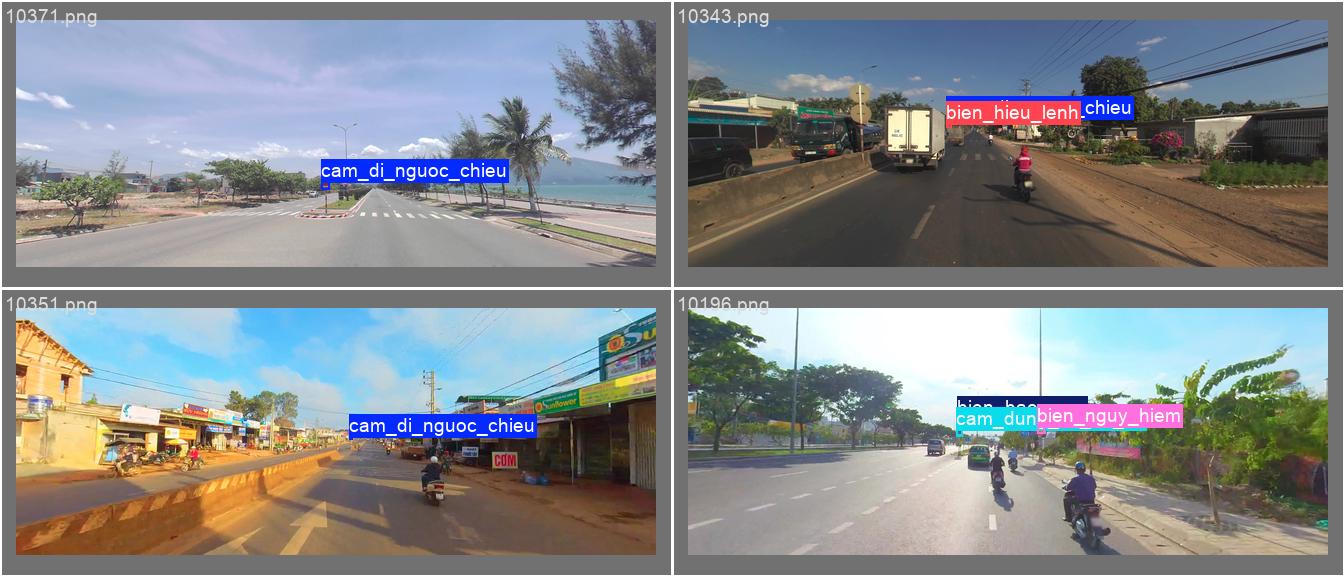 10371.png
cam_di_nguoc_chieu
10343.png
chieu
bien_hieu_lenh
10351.png
cam_di_nguoc_chieu
Sunflower
CƠM
10196.png
cam_dun
bien_nguy_hiem